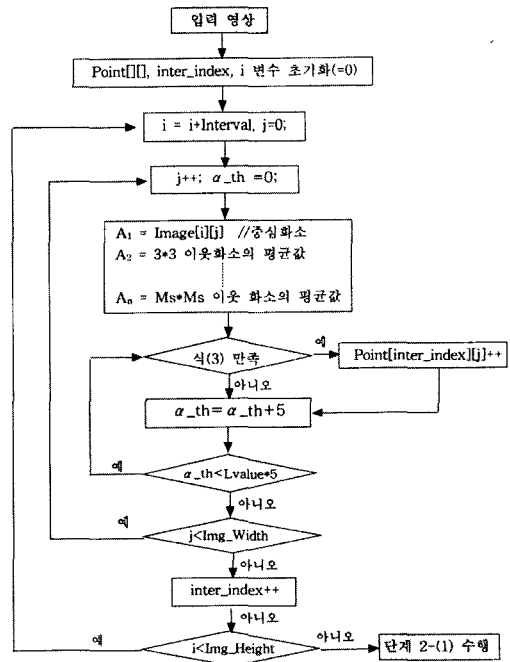 입력 영상
Point[][], inter_index, i 변수 초기화(=0)
i = i+Interval, j=0;
j++; α_th =0;
A₁ = Image[i][j] //중심화소
A₂ = 3*3 이웃화소의 평균값
Aₙ = Ms*Ms 이웃 화소의 평균값
식(3) 만족
예
Point[inter_index][j]++
아니오
α_th= α_th+5
예
α_th<Lvalue*5
아니오
예
j<Img_Width
아니오
inter_index++
아니오
예
i<Img_Height
아니오
단계 2-(1) 수행